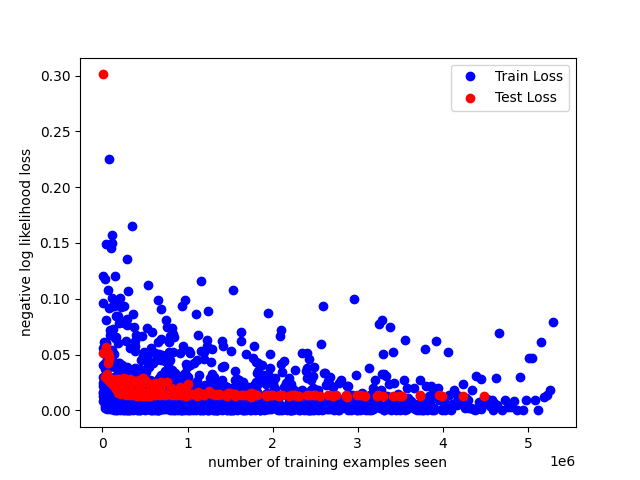 Train Loss
Test Loss
negative log likelihood loss
0.30
0.25
0.20
0.15
0.10
0.05
0.00
0 1 2 3 4 5
1e6
number of training examples seen